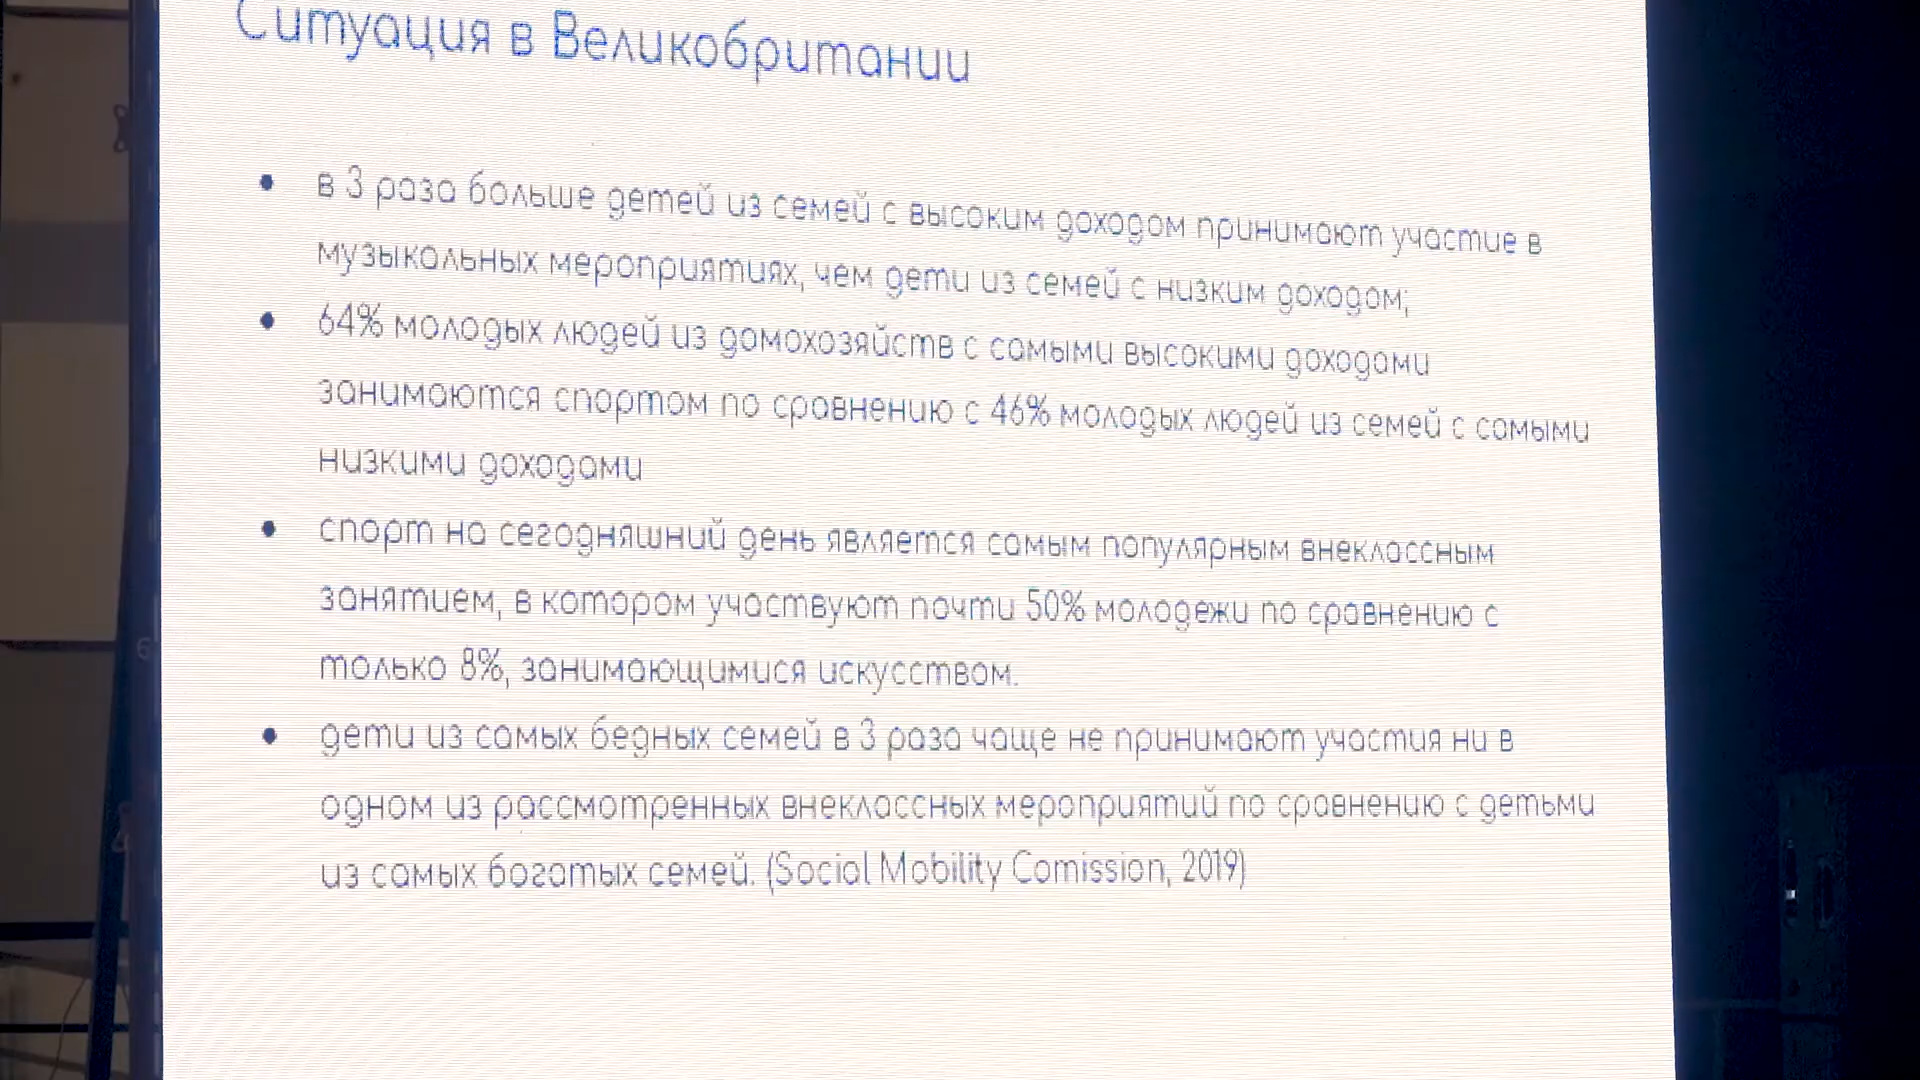 Ситуация в Великобритании
в 3 раза больше детей из семей с высоким доходом принимают участие в
музыкальных мероприятиях, чем дети из семей с низким доходом;
64% молодых людей из домохозяйств с самыми высокими доходами
занимаются спортом по сравнению с 46% молодых людей из семей с самыми
низкими доходами
спорт на сегодняшний день является самым популярным внеклассным
занятием, в котором участвуют почти 50% молодежи по сравнению с
только 8%, занимающимися искусством.
дети из самых бедных семей в 3 раза чаще не принимают участия ни в
одном из рассмотренных внеклассных мероприятий по сравнению с детьми
из самых богатых семей. (Social Mobility Comission, 2019)